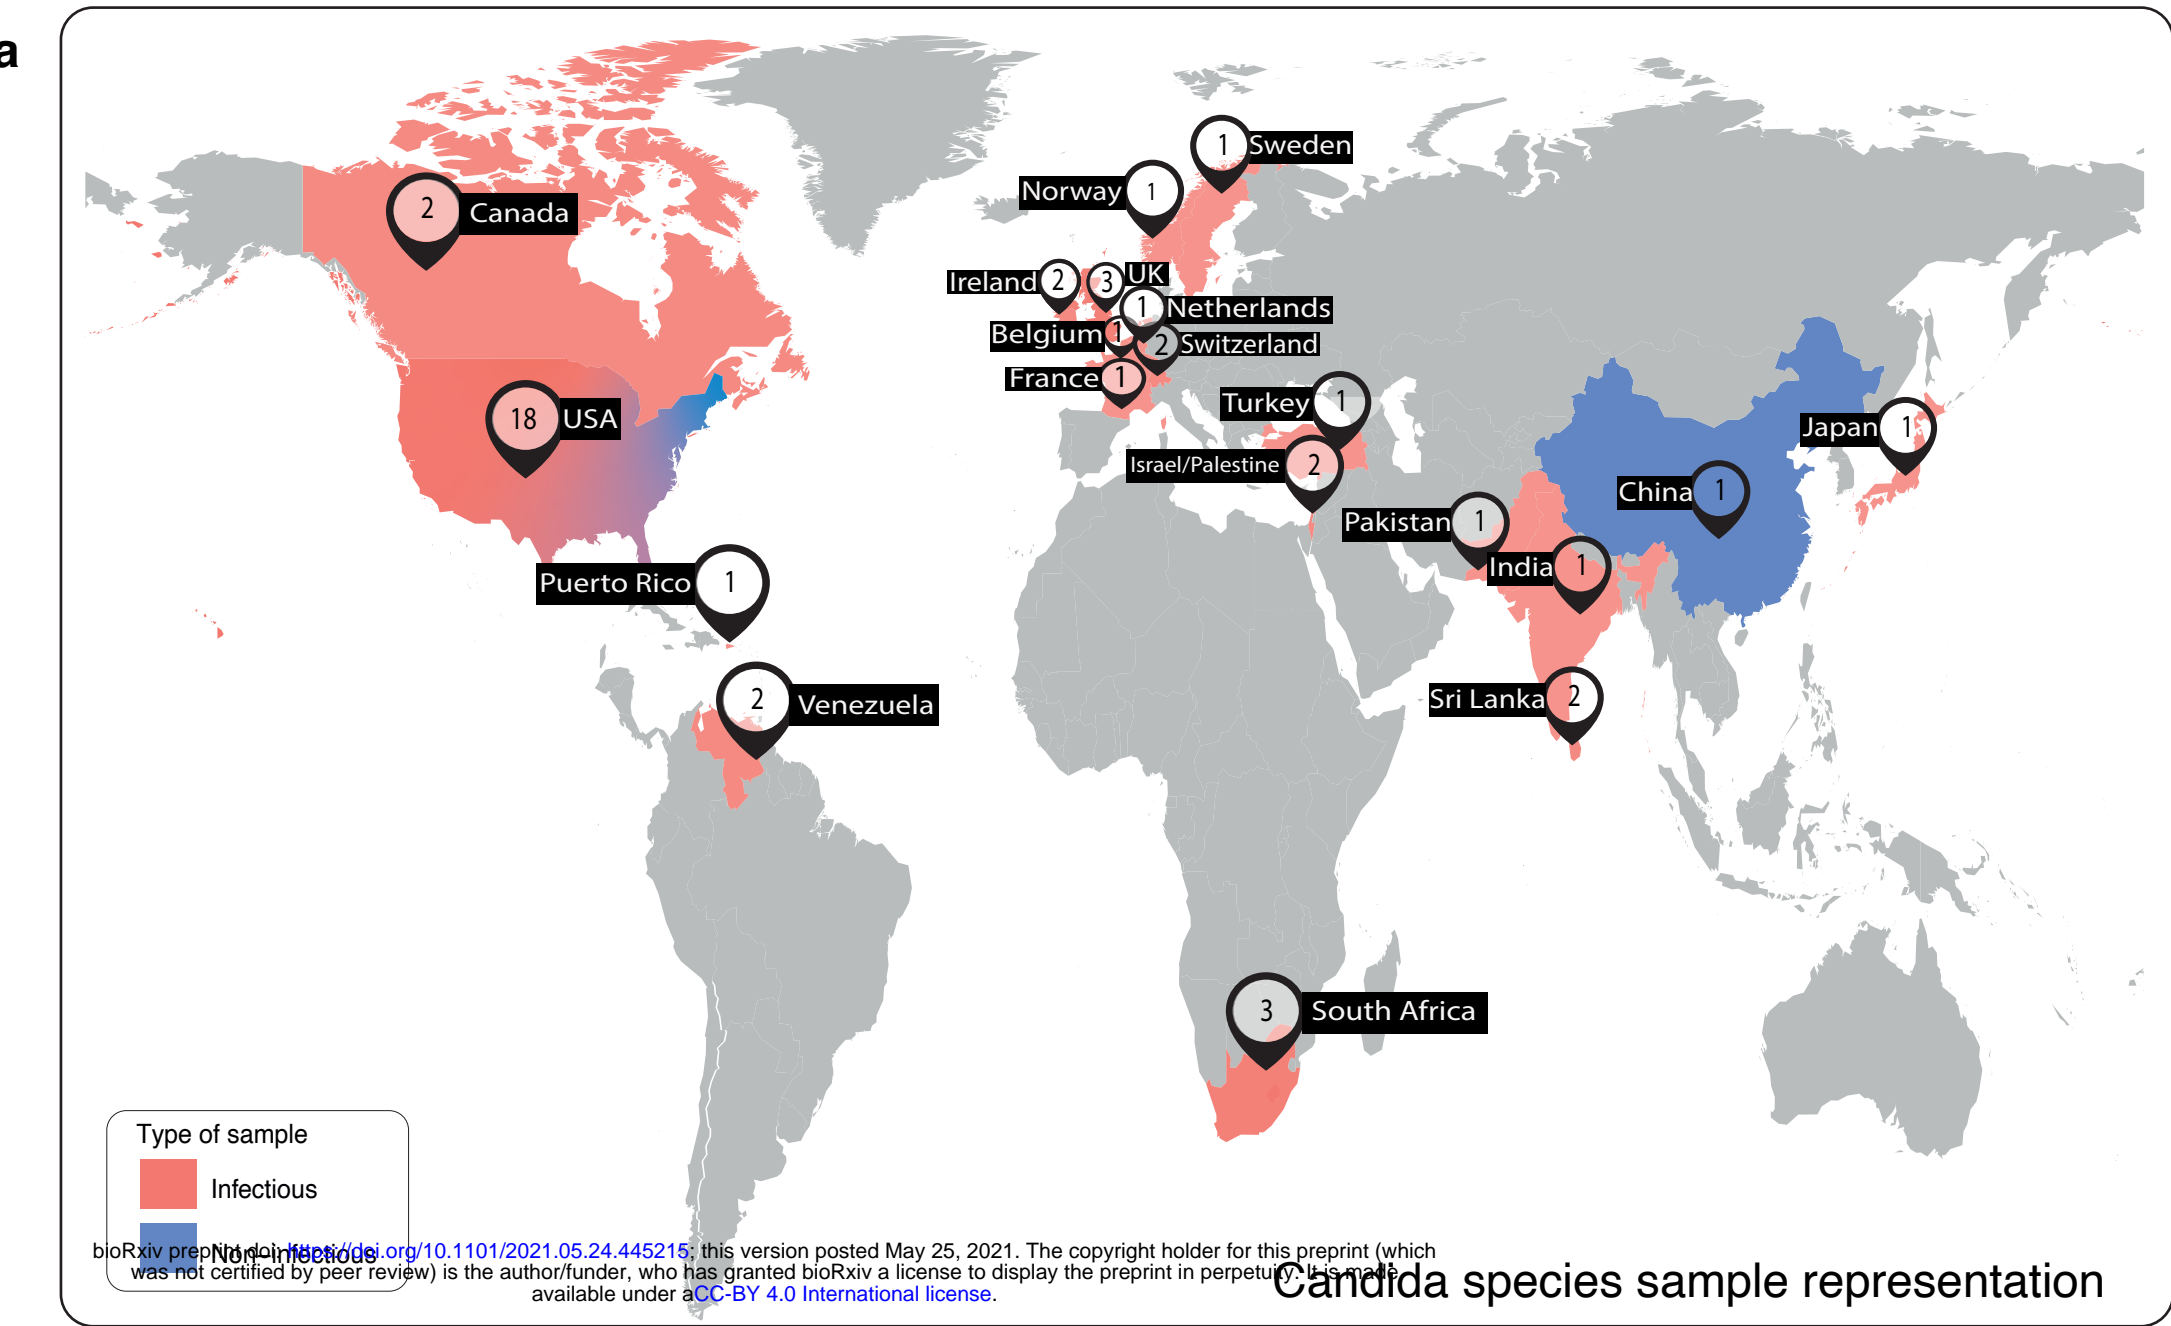 a
1 Sweden
Norway 1
2 Canada
Ireland 2
3 UK
1 Netherlands
Belgium 1
2 Switzerland
France 1
Turkey 1
18 USA
Japan 1
Israel/Palestine 2
China 1
Pakistan 1
India 1
Puerto Rico 1
Sri Lanka 2
2 Venezuela
3 South Africa
Type of sample
Infectious
Non-infectious
bioRxiv preprint doi: https://doi.org/10.1101/2021.05.24.445215; this version posted May 25, 2021. The copyright holder for this preprint (which
was not certified by peer review) is the author/funder, who has granted bioRxiv a license to display the preprint in perpetuity. It is made
available under aCC-BY 4.0 International license.
Candida species sample representation